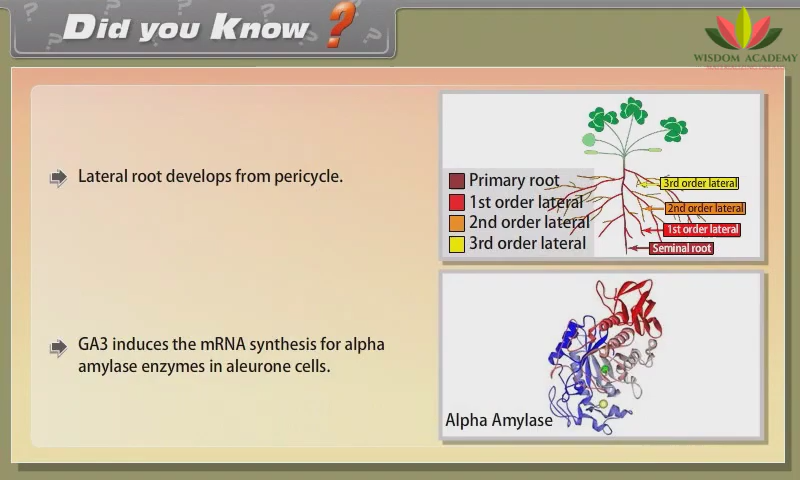 Did you Know ?
WISDOM ACADEMY
Lateral root develops from pericycle.
Primary root
1st order lateral
2nd order lateral
3rd order lateral
3rd order lateral
2nd order lateral
1st order lateral
Seminal root
GA3 induces the mRNA synthesis for alpha
amylase enzymes in aleurone cells.
Alpha Amylase